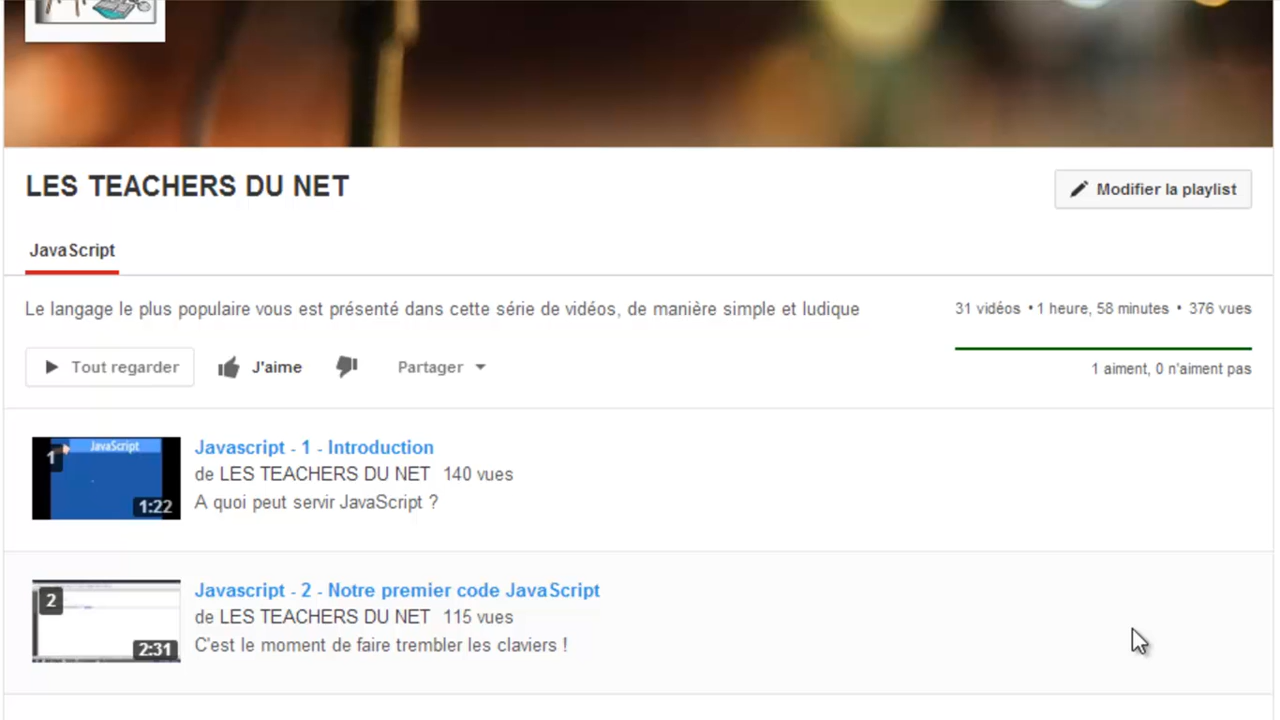 LES TEACHERS DU NET
Modifier la playlist
JavaScript
Le langage le plus populaire vous est présenté dans cette série de vidéos, de manière simple et ludique
31 vidéos • 1 heure, 58 minutes • 376 vues
Tout regarder
J'aime
Partager
1 aiment, 0 n'aiment pas
JavaScript
1
1:22
Javascript - 1 - Introduction
de LES TEACHERS DU NET 140 vues
A quoi peut servir JavaScript ?
2
2:31
Javascript - 2 - Notre premier code JavaScript
de LES TEACHERS DU NET 115 vues
C'est le moment de faire trembler les claviers !